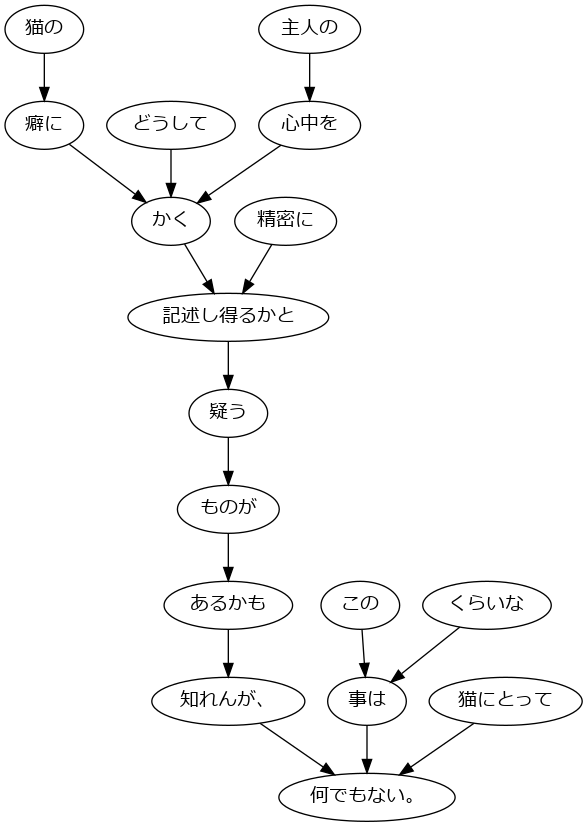 猫の
主人の
癖に
どうして
心中を
かく
精密に
記述し得るかと
疑う
ものが
あるかも
この
くらいな
知れんが、
事は
猫にとって
何でもない。